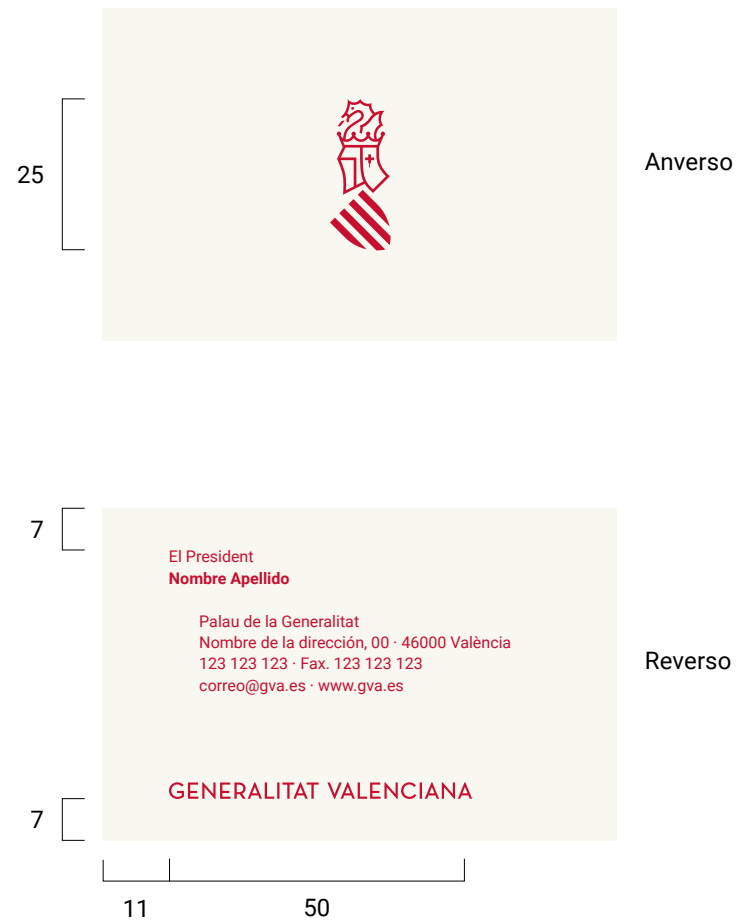 25
Anverso
7
El President
Nombre Apellido
Palau de la Generalitat
Nombre de la dirección, 00 · 46000 València
123 123 123 · Fax. 123 123 123
correo@gva.es · www.gva.es
Reverso
GENERALITAT VALENCIANA
7
11
50